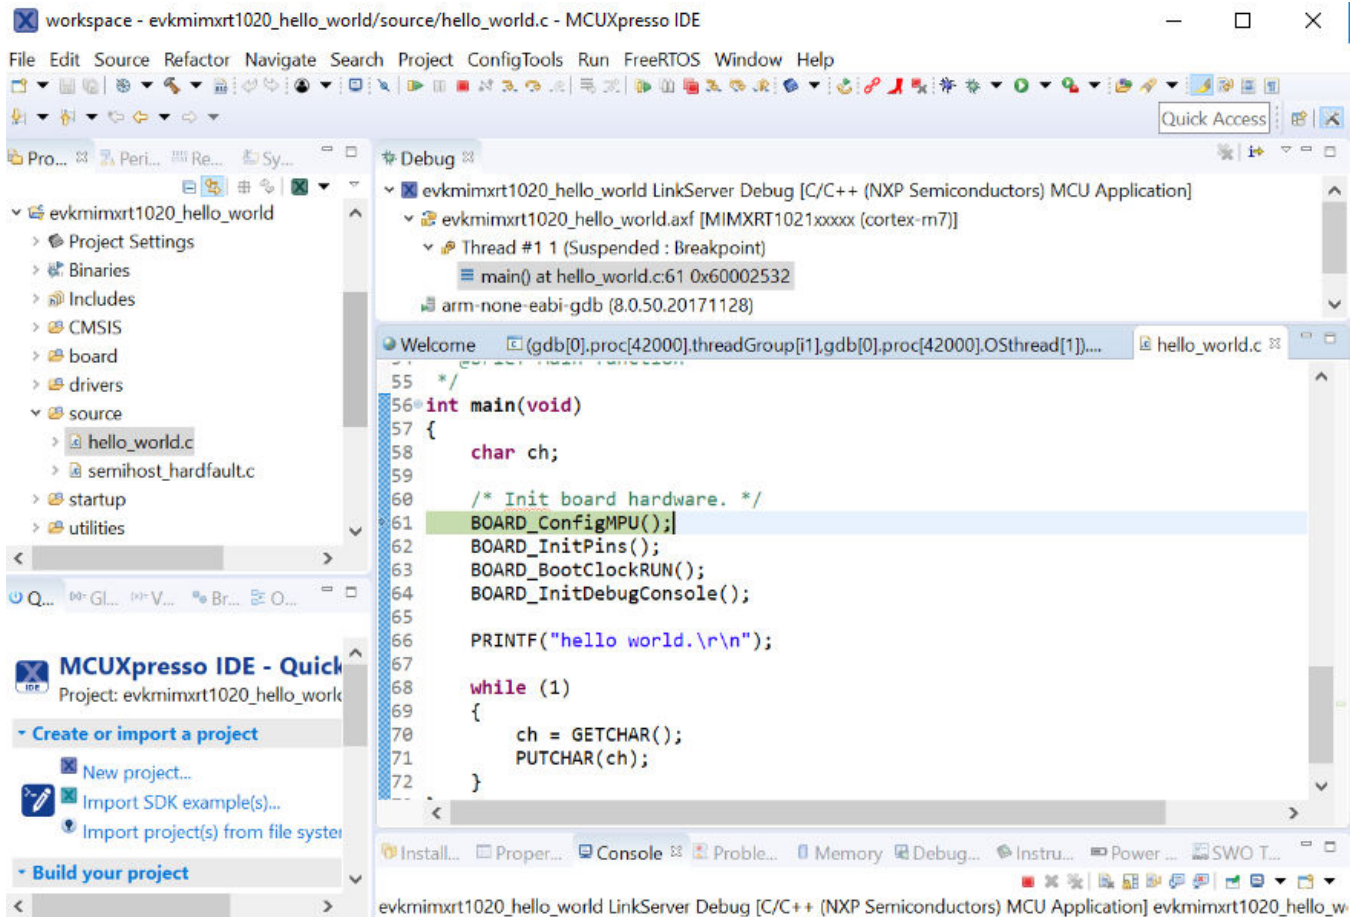 workspace - evkmimxrt1020_hello_world/source/hello_world.c - MCUXpresso IDE
File Edit Source Refactor Navigate Search Project ConfigTools Run FreeRTOS Window Help
Quick Access
Pro... Peri... Re... Sy...
evkmimxrt1020_hello_world
Project Settings
Binaries
Includes
CMSIS
board
drivers
source
hello_world.c
semihost_hardfault.c
startup
utilities
Debug
evkmimxrt1020_hello_world LinkServer Debug [C/C++ (NXP Semiconductors) MCU Application]
evkmimxrt1020_hello_world.axf [MIMXRT1021xxxxx (cortex-m7)]
Thread #1 1 (Suspended : Breakpoint)
main() at hello_world.c:61 0x60002532
arm-none-eabi-gdb (8.0.50.20171128)
Welcome (gdb[0].proc[42000].threadGroup[i1],gdb[0].proc[42000].OSthread[1]).... hello_world.c
55 */
56 int main(void)
57 {
58 char ch;
59
60 /* Init board hardware. */
61 BOARD_ConfigMPU();
62 BOARD_InitPins();
63 BOARD_BootClockRUN();
64 BOARD_InitDebugConsole();
65
66 PRINTF("hello world.\r\n");
67
68 while (1)
69 {
70 ch = GETCHAR();
71 PUTCHAR(ch);
72 }
Q... Gl... V... Br... O...
MCUXpresso IDE - Quick
IDE
Project: evkmimxrt1020_hello_world
Create or import a project
New project...
Import SDK example(s)...
Import project(s) from file system
Build your project
Install... Proper... Console Proble... Memory Debug... Instru... Power ... SWO T...
evkmimxrt1020_hello_world LinkServer Debug [C/C++ (NXP Semiconductors) MCU Application] evkmimxrt1020_hello_w